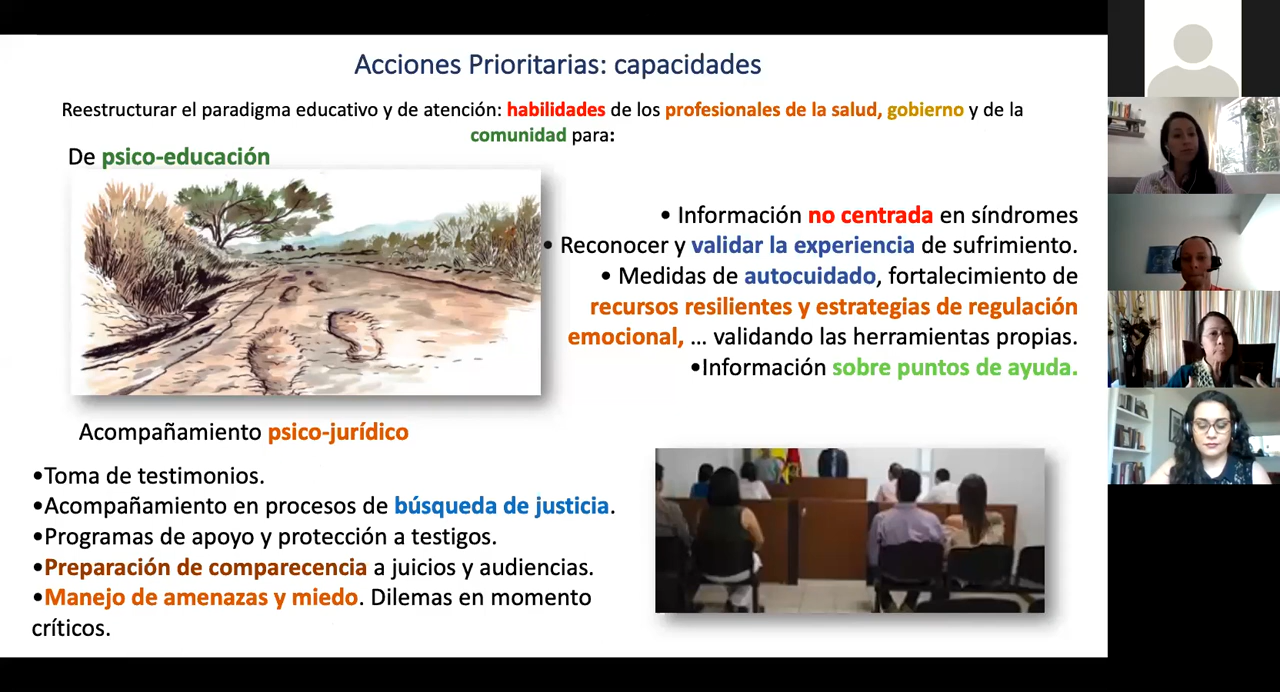 Acciones Prioritarias: capacidades
Reestructurar el paradigma educativo y de atención: habilidades de los profesionales de la salud, gobierno y de la
comunidad para:
De psico-educación
• Información no centrada en síndromes
• Reconocer y validar la experiencia de sufrimiento.
• Medidas de autocuidado, fortalecimiento de
recursos resilientes y estrategias de regulación
emocional, ... validando las herramientas propias.
•Información sobre puntos de ayuda.
Acompañamiento psico-jurídico
•Toma de testimonios.
•Acompañamiento en procesos de búsqueda de justicia.
•Programas de apoyo y protección a testigos.
•Preparación de comparecencia a juicios y audiencias.
•Manejo de amenazas y miedo. Dilemas en momento
críticos.